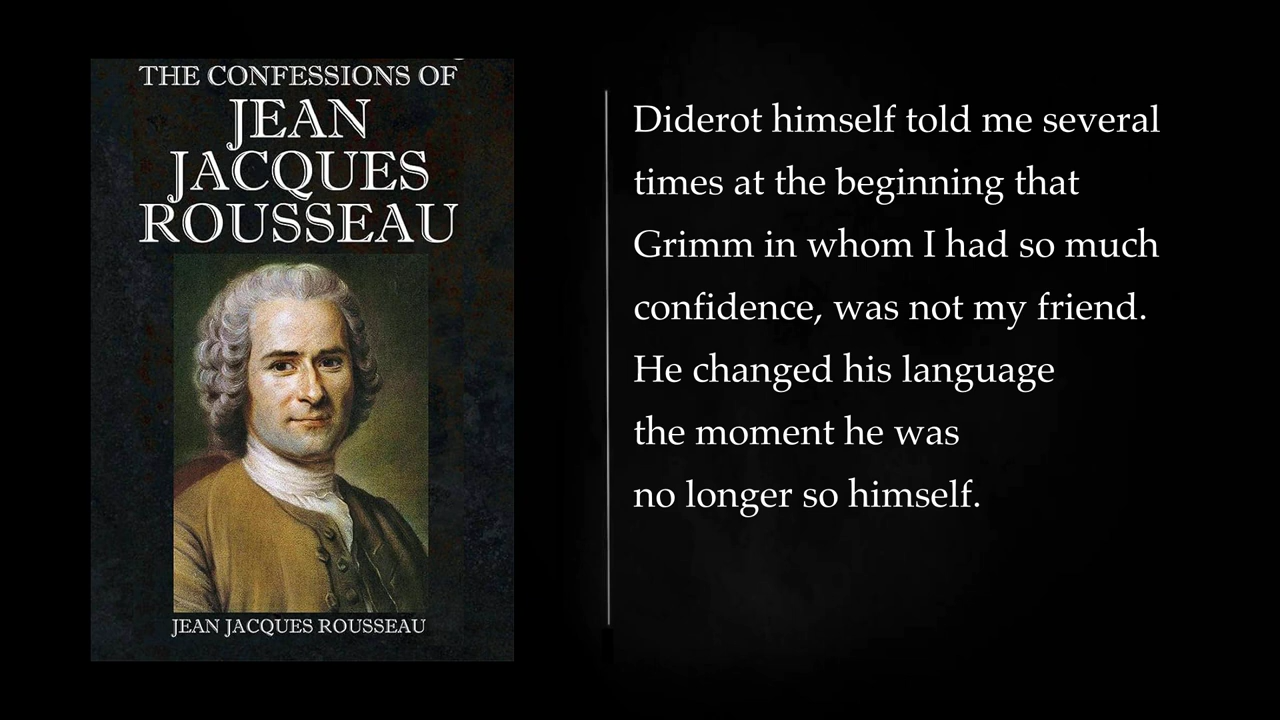 THE CONFESSIONS OF
JEAN
JACQUES
ROUSSEAU
JEAN JACQUES ROUSSEAU
Diderot himself told me several
times at the beginning that
Grimm in whom I had so much
confidence, was not my friend.
He changed his language
the moment he was
no longer so himself.